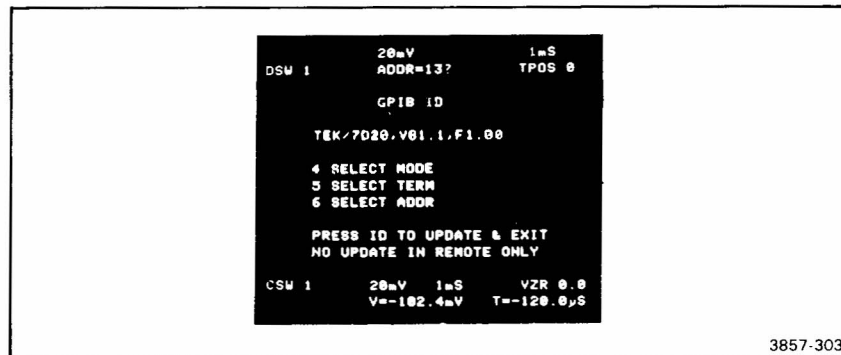 20mV 1mS
DSW 1 ADDR=13? TPOS 0
GPIB ID
TEK/7D20,V81.1,F1.00
4 SELECT MODE
5 SELECT TERM
6 SELECT ADDR
PRESS ID TO UPDATE & EXIT
NO UPDATE IN REMOTE ONLY
CSW 1 20mV 1mS VZR 0.0
V=-102.4mV T=-120.0µS
3857-303